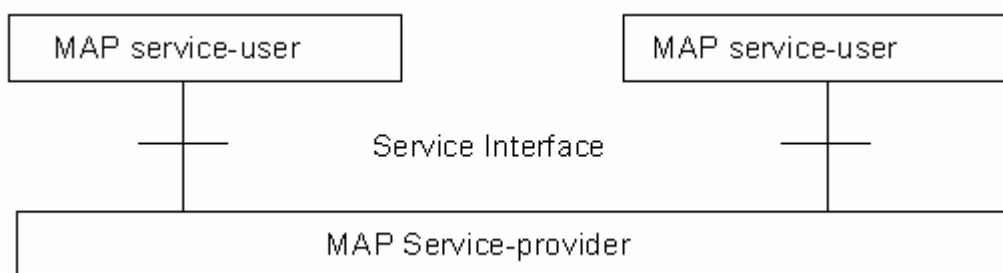 MAP service-user
MAP service-user
Service Interface
MAP Service-provider